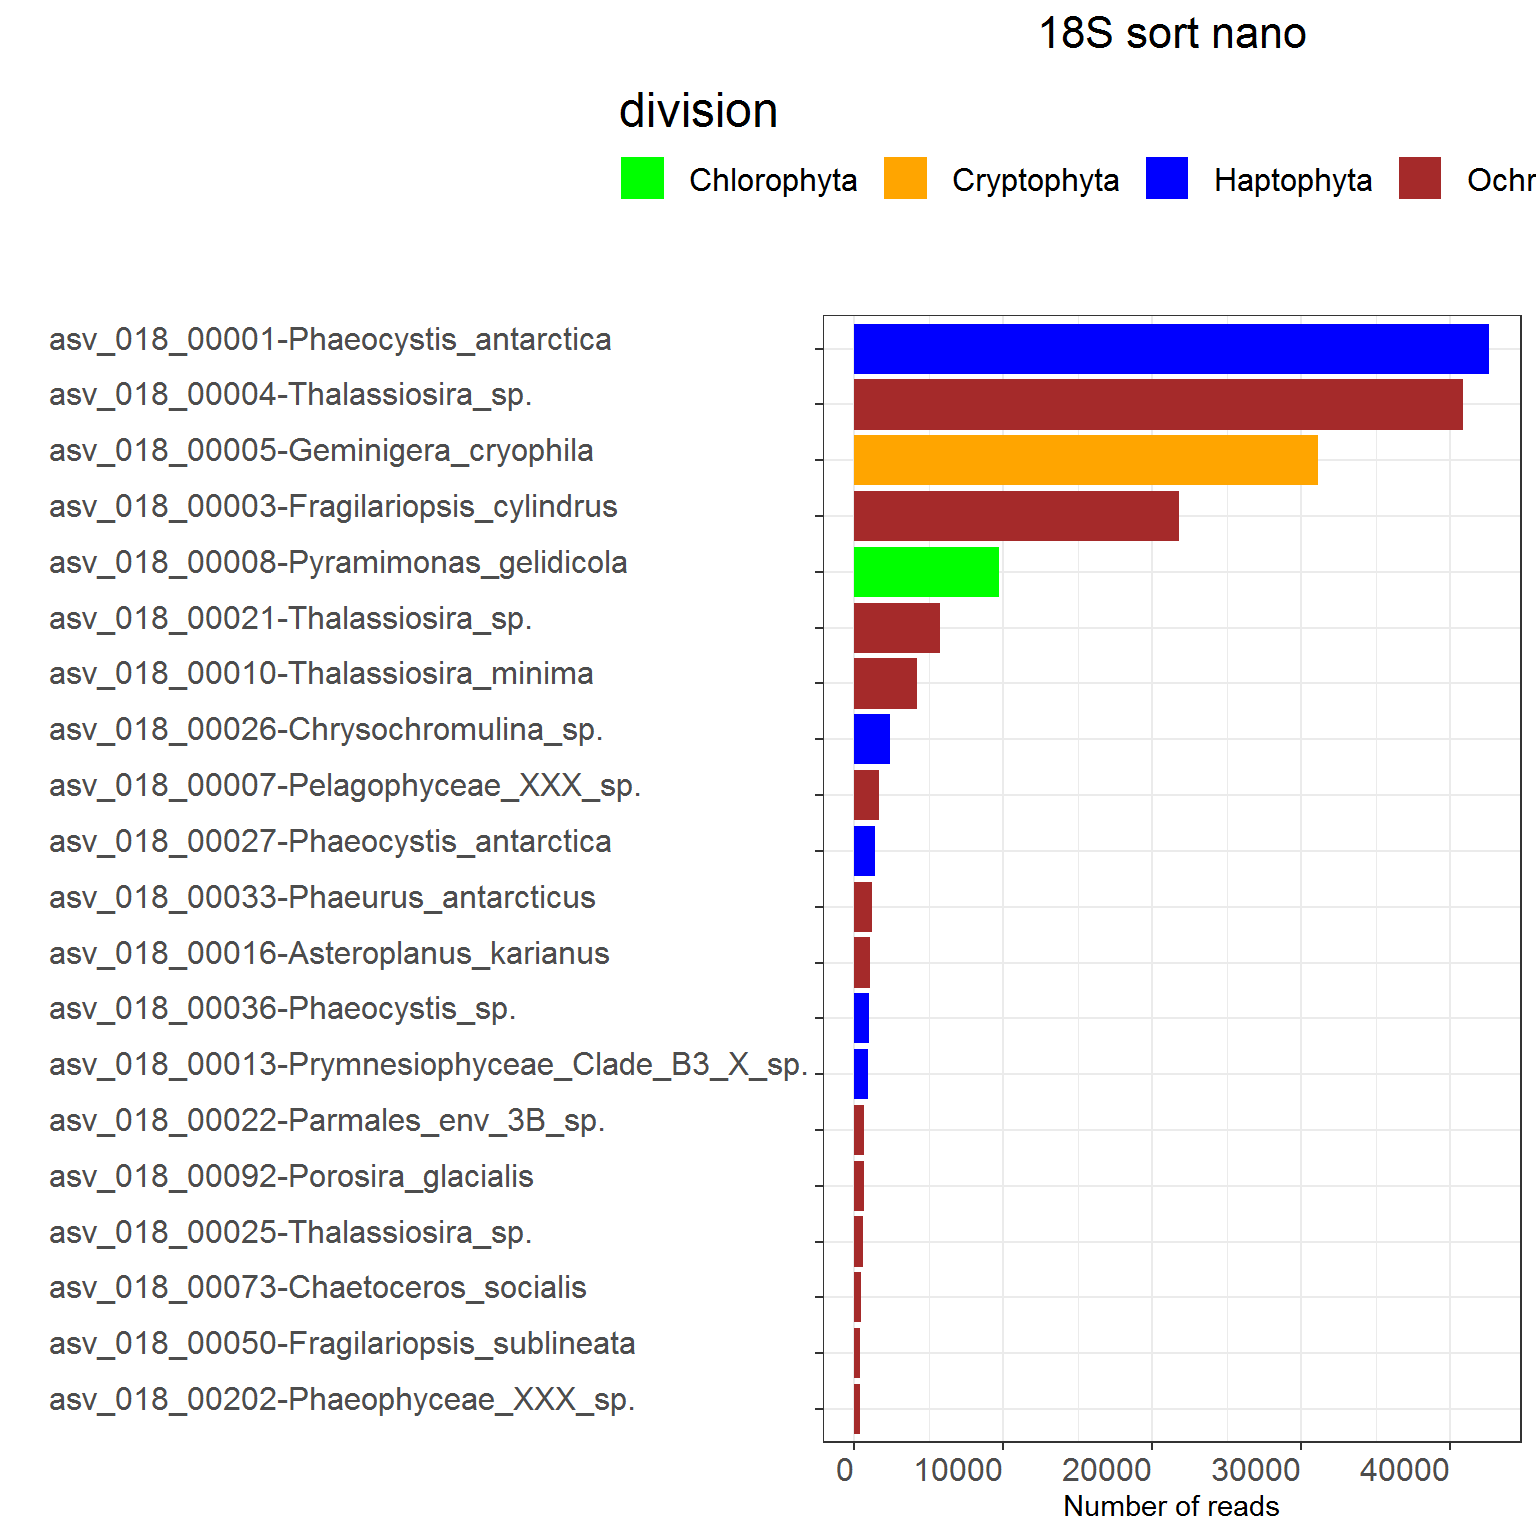 18S sort nano
division
Chlorophyta Cryptophyta Haptophyta Ochr
asv_018_00001-Phaeocystis_antarctica
asv_018_00004-Thalassiosira_sp.
asv_018_00005-Geminigera_cryophila
asv_018_00003-Fragilariopsis_cylindrus
asv_018_00008-Pyramimonas_gelidicola
asv_018_00021-Thalassiosira_sp.
asv_018_00010-Thalassiosira_minima
asv_018_00026-Chrysochromulina_sp.
asv_018_00007-Pelagophyceae_XXX_sp.
asv_018_00027-Phaeocystis_antarctica
asv_018_00033-Phaeurus_antarcticus
asv_018_00016-Asteroplanus_karianus
asv_018_00036-Phaeocystis_sp.
asv_018_00013-Prymnesiophyceae_Clade_B3_X_sp.
asv_018_00022-Parmales_env_3B_sp.
asv_018_00092-Porosira_glacialis
asv_018_00025-Thalassiosira_sp.
asv_018_00073-Chaetoceros_socialis
asv_018_00050-Fragilariopsis_sublineata
asv_018_00202-Phaeophyceae_XXX_sp.
0 10000 20000 30000 40000
Number of reads